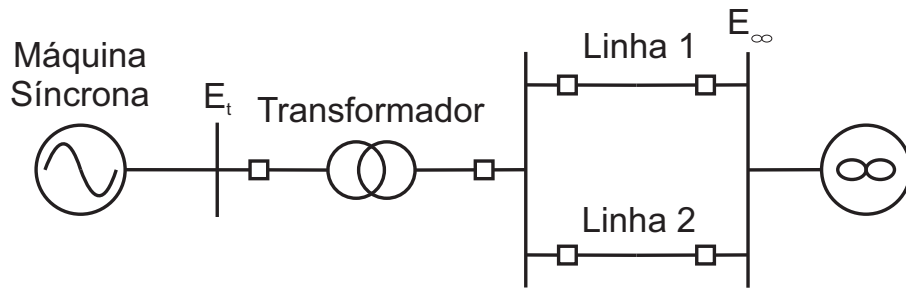 Máquina
Síncrona
E_t
Transformador
Linha 1
E_∞
Linha 2
∞